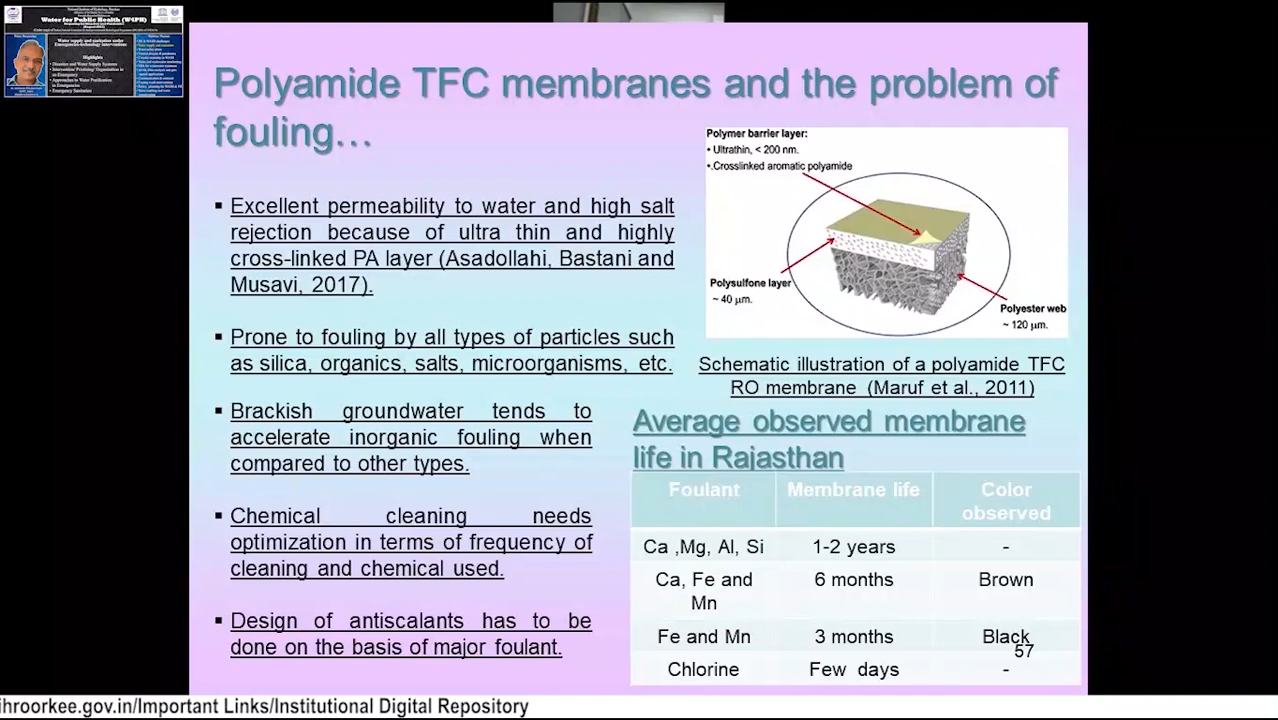 Water for Public Health (W4PH)
Highlights
Polyamide TFC membranes and the problem of
fouling…
▪ Excellent permeability to water and high salt
rejection because of ultra thin and highly
cross-linked PA layer (Asadollahi, Bastani and
Musavi, 2017).
▪ Prone to fouling by all types of particles such
as silica, organics, salts, microorganisms, etc.
▪ Brackish groundwater tends to
accelerate inorganic fouling when
compared to other types.
▪ Chemical cleaning needs
optimization in terms of frequency of
cleaning and chemical used.
▪ Design of antiscalants has to be
done on the basis of major foulant.
Polymer barrier layer:
• Ultrathin, < 200 nm.
• Crosslinked aromatic polyamide
Polysulfone layer
~ 40 µm.
Polyester web
~ 120 µm.
Schematic illustration of a polyamide TFC
RO membrane (Maruf et al., 2011)
Average observed membrane
life in Rajasthan
Foulant Membrane life Color
observed
Ca ,Mg, Al, Si 1-2 years -
Ca, Fe and
Mn 6 months Brown
Fe and Mn 3 months Black
57
Chlorine Few days -
ihroorkee.gov.in/Important Links/Institutional Digital Repository